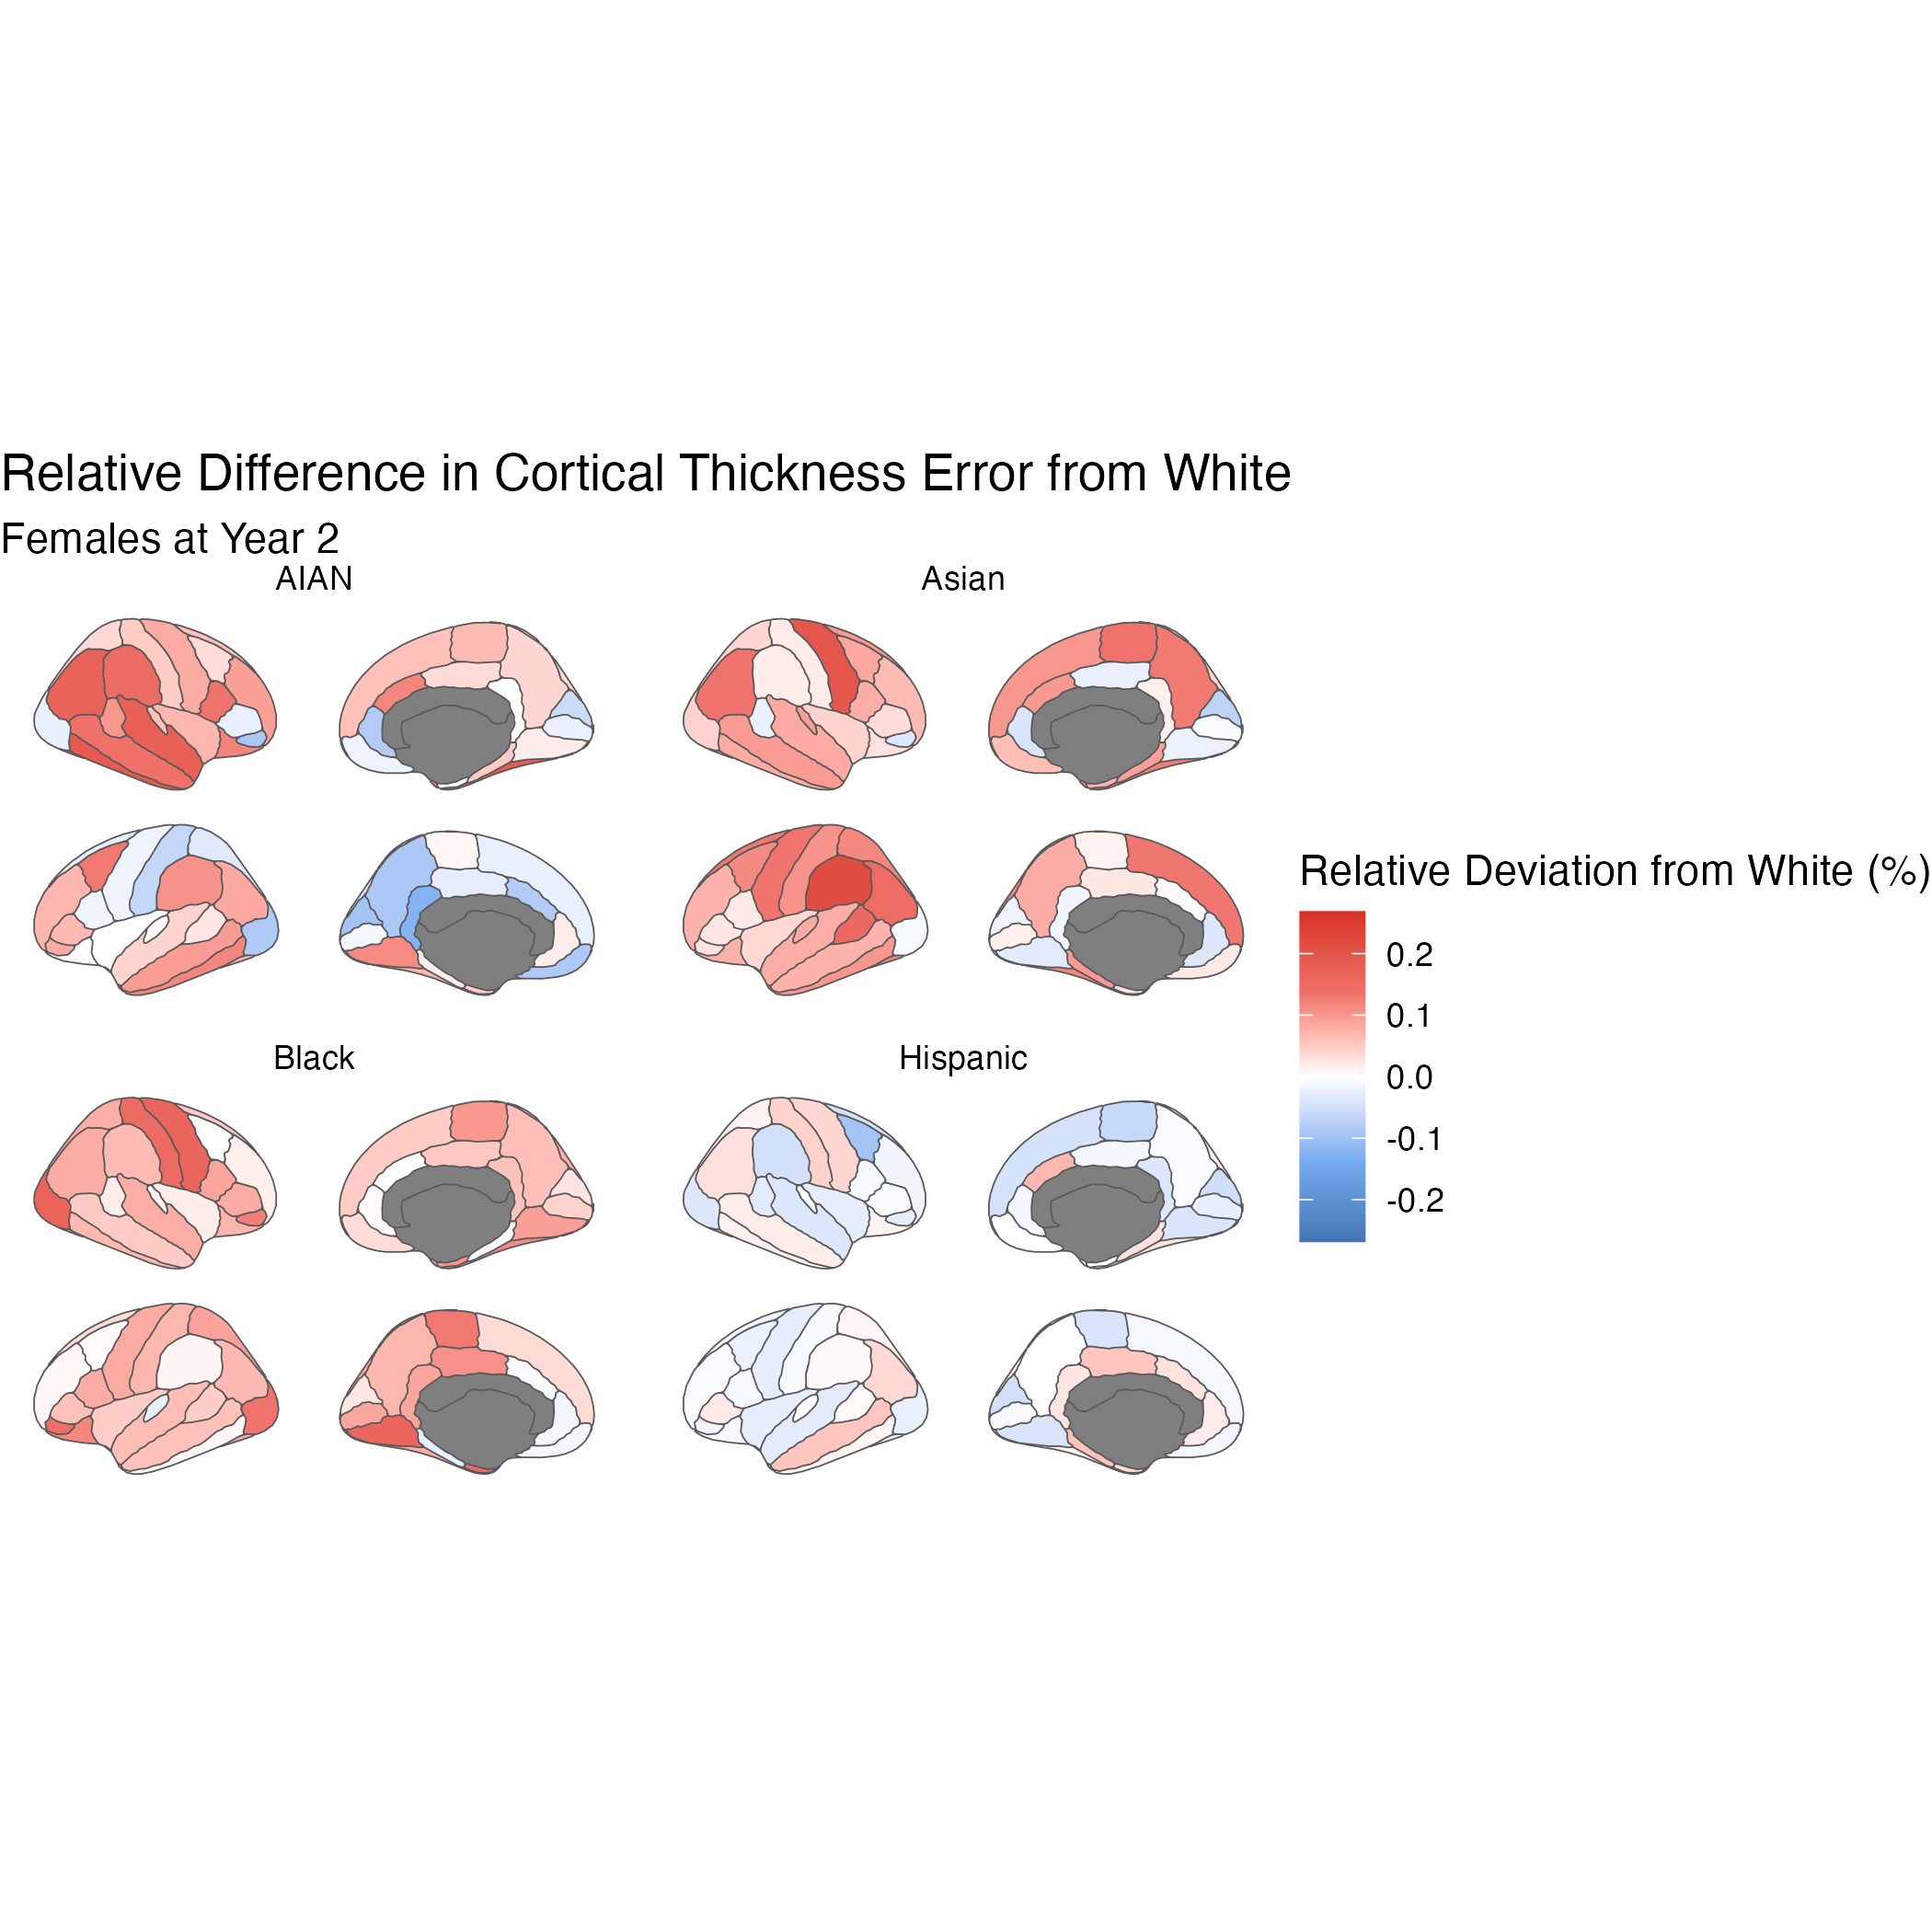 Relative Difference in Cortical Thickness Error from White
Females at Year 2
AIAN
Asian
Black
Hispanic
Relative Deviation from White (%)
0.2
0.1
0.0
-0.1
-0.2